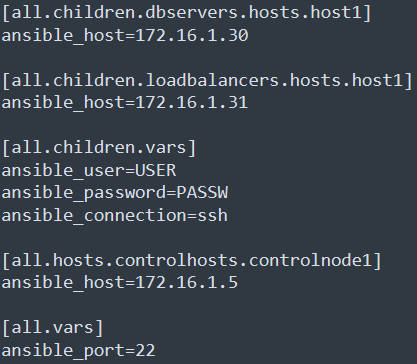 [all.children.dbservers.hosts.host1]
ansible_host=172.16.1.30
[all.children.loadbalancers.hosts.host1]
ansible_host=172.16.1.31
[all.children.vars]
ansible_user=USER
ansible_password=PASSW
ansible_connection=ssh
[all.hosts.controlhosts.controlnode1]
ansible_host=172.16.1.5
[all.vars]
ansible_port=22